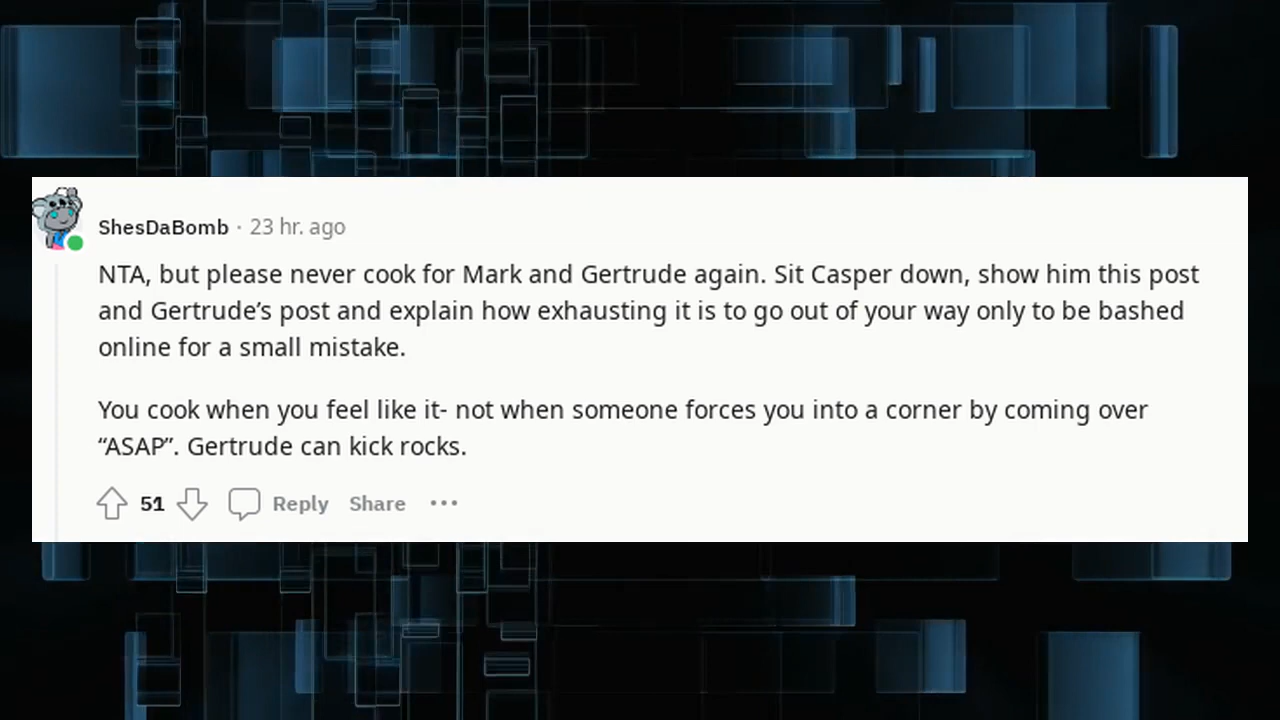 ShesDaBomb · 23 hr. ago
NTA, but please never cook for Mark and Gertrude again. Sit Casper down, show him this post
and Gertrude’s post and explain how exhausting it is to go out of your way only to be bashed
online for a small mistake.
You cook when you feel like it- not when someone forces you into a corner by coming over
“ASAP”. Gertrude can kick rocks.
51 Reply Share ···